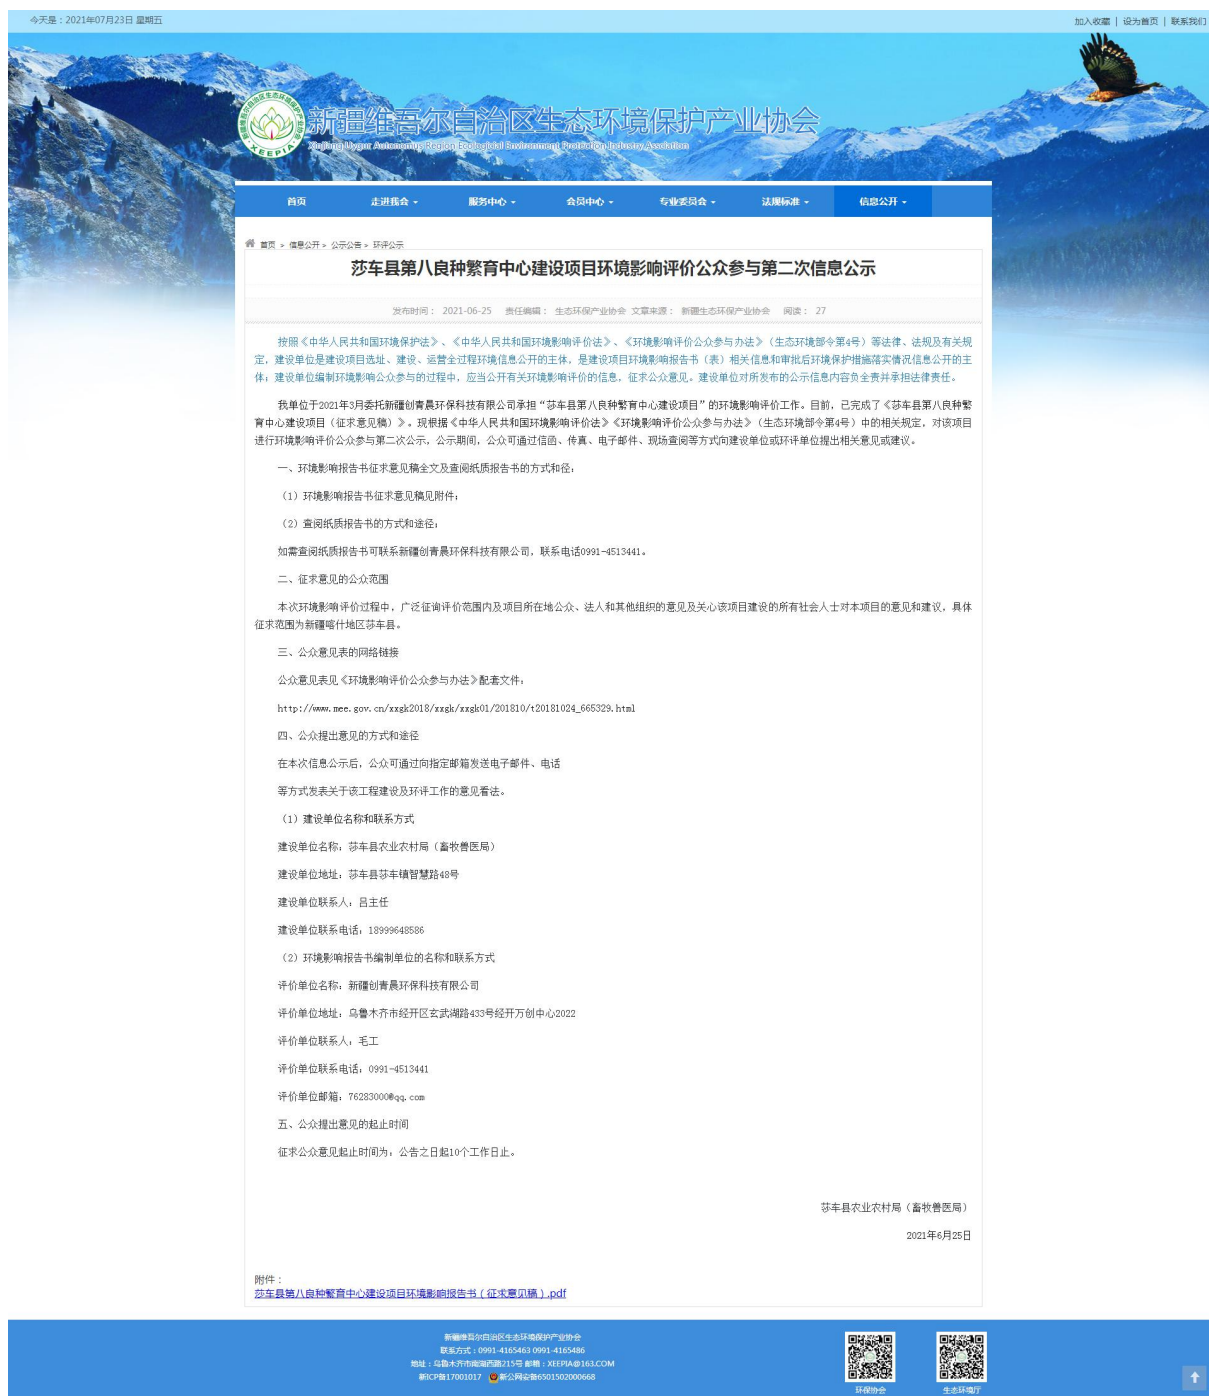 今天是：2021年07月23日 星期五
加入收藏 | 设为首页 | 联系我们
新疆维吾尔自治区生态环境保护产业协会
Xinjiang Uygur Autonomous Region Ecological Environment Protection Industry Association
XEEPIA
首页 走进我会 服务中心 会员中心 专业委员会 法规标准 信息公开
首页 > 信息公开 > 公示公告 > 环评公示
莎车县第八良种繁育中心建设项目环境影响评价公众参与第二次信息公示
发布时间： 2021-06-25 责任编辑： 生态环保产业协会 文章来源： 新疆生态环保产业协会 阅读： 27
按照《中华人民共和国环境保护法》、《中华人民共和国环境影响评价法》、《环境影响评价公众参与办法》（生态环境部令第4号）等法律、法规及有关规
定，建设单位是建设项目选址、建设、运营全过程环境信息公开的主体，是建设项目环境影响报告书（表）相关信息和审批后环境保护措施落实情况信息公开的主
体；建设单位编制环境影响公众参与的过程中，应当公开有关环境影响评价的信息，征求公众意见。建设单位对所发布的公示信息内容负全责并承担法律责任。
我单位于2021年3月委托新疆创青晨环保科技有限公司承担“莎车县第八良种繁育中心建设项目”的环境影响评价工作。目前，已完成了《莎车县第八良种繁
育中心建设项目（征求意见稿）》。现根据《中华人民共和国环境影响评价法》《环境影响评价公众参与办法》（生态环境部令第4号）中的相关规定，对该项目
进行环境影响评价公众参与第二次公示，公示期间，公众可通过信函、传真、电子邮件、现场查阅等方式向建设单位或环评单位提出相关意见或建议。
一、环境影响报告书征求意见稿全文及查阅纸质报告书的方式和径；
（1）环境影响报告书征求意见稿见附件；
（2）查阅纸质报告书的方式和途径；
如需查阅纸质报告书可联系新疆创青晨环保科技有限公司，联系电话0991-4513441。
二、征求意见的公众范围
本次环境影响评价过程中，广泛征询评价范围内及项目所在地公众、法人和其他组织的意见及关心该项目建设的所有社会人士对本项目的意见和建议，具体
征求范围为新疆喀什地区莎车县。
三、公众意见表的网络链接
公众意见表见《环境影响评价公众参与办法》配套文件：
http://www.mee.gov.cn/xxgk2018/xxgk/xxgk01/201810/t20181024_665329.html
四、公众提出意见的方式和途径
在本次信息公示后，公众可通过向指定邮箱发送电子邮件、电话
等方式发表关于该工程建设及环评工作的意见看法。
（1）建设单位名称和联系方式
建设单位名称：莎车县农业农村局（畜牧兽医局）
建设单位地址：莎车县莎车镇智慧路48号
建设单位联系人：吕主任
建设单位联系电话：18999648586
（2）环境影响报告书编制单位的名称和联系方式
评价单位名称：新疆创青晨环保科技有限公司
评价单位地址：乌鲁木齐市经开区玄武湖路433号经开万创中心2022
评价单位联系人：毛工
评价单位联系电话：0991-4513441
评价单位邮箱：76283000@qq.com
五、公众提出意见的起止时间
征求公众意见起止时间为：公告之日起10个工作日止。
莎车县农业农村局（畜牧兽医局）
2021年6月25日
附件：
莎车县第八良种繁育中心建设项目环境影响报告书（征求意见稿）.pdf
新疆维吾尔自治区生态环境保护产业协会
联系方式：0991-4165463 0991-4165486
地址：乌鲁木齐市南湖西路215号 邮箱：XEEPIA@163.COM
新ICP备17001017 新公网安备6501502000668
环保协会 生态环境厅